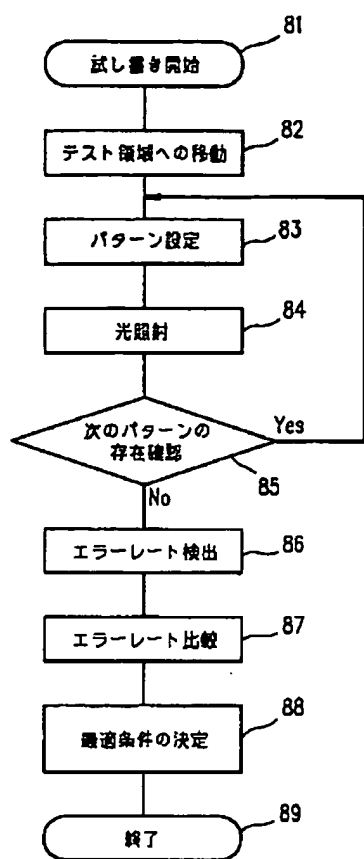 81
試し書き開始
82
テスト領域への移動
83
パターン設定
84
光照射
次のパターンの
存在確認
Yes
85
No
86
エラーレート検出
87
エラーレート比較
88
最適条件の決定
89
終了